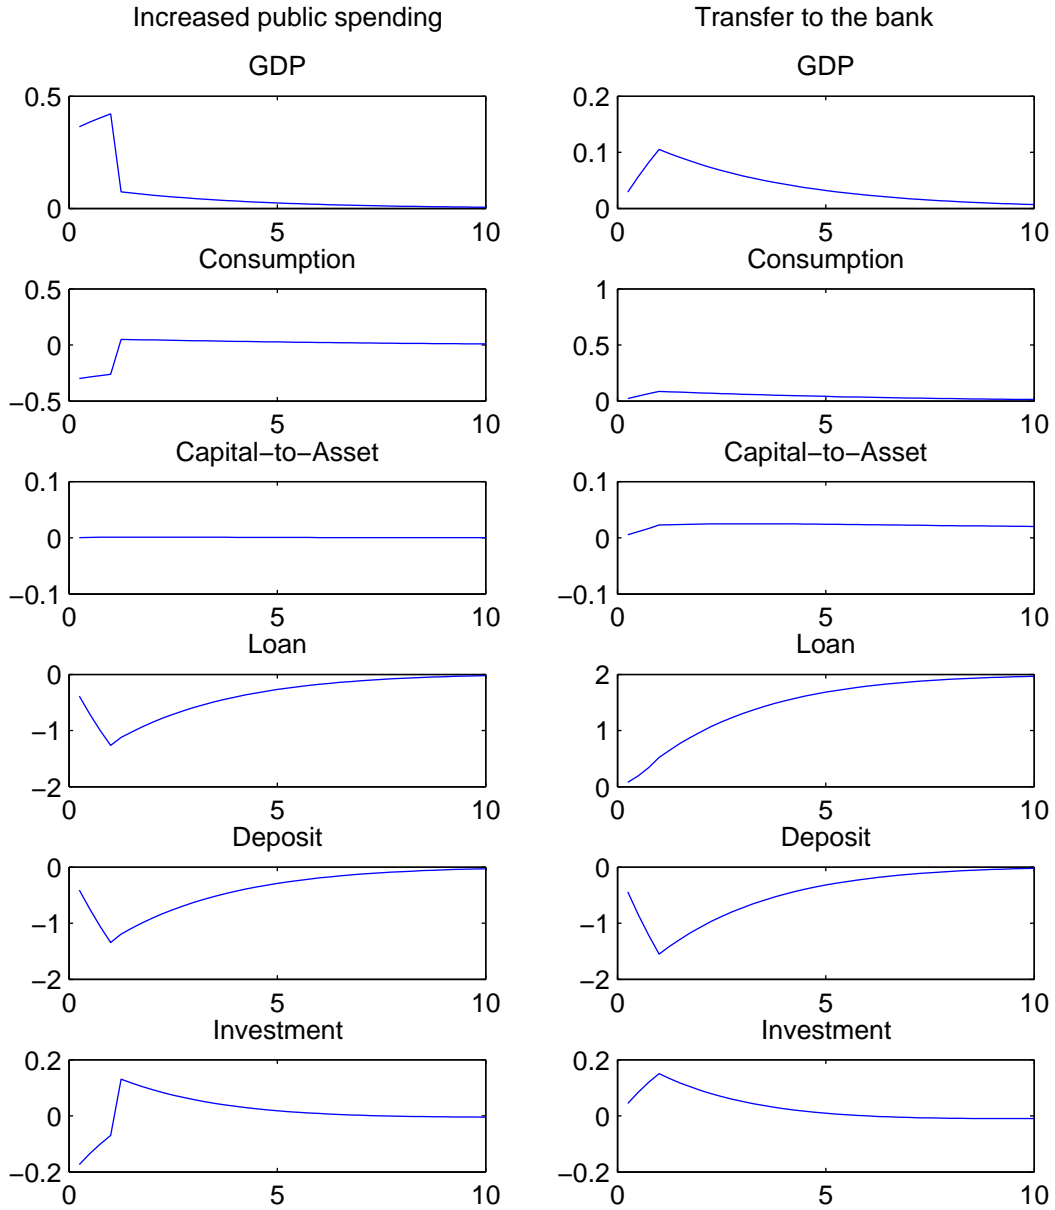 Increased public spending
Transfer to the bank
GDP
GDP
0.5
0
0 5 10
0.2
0.1
0
0 5 10
Consumption
Consumption
0.5
0
−0.5
0 5 10
1
0.5
0
0 5 10
Capital−to−Asset
Capital−to−Asset
0.1
0
−0.1
0 5 10
0.1
0
−0.1
0 5 10
Loan
Loan
0
−1
−2
0 5 10
2
1
0
0 5 10
Deposit
Deposit
0
−1
−2
0 5 10
0
−1
−2
0 5 10
Investment
Investment
0.2
0
−0.2
0 5 10
0.2
0
−0.2
0 5 10